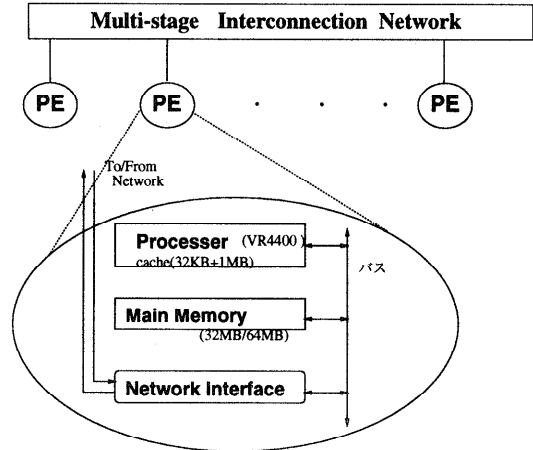 Multi-stage Interconnection Network
PE PE . . . PE
To/From
Network
Processer (VR4400)
cache(32KB+1MB)
バス
Main Memory
(32MB/64MB)
Network Interface